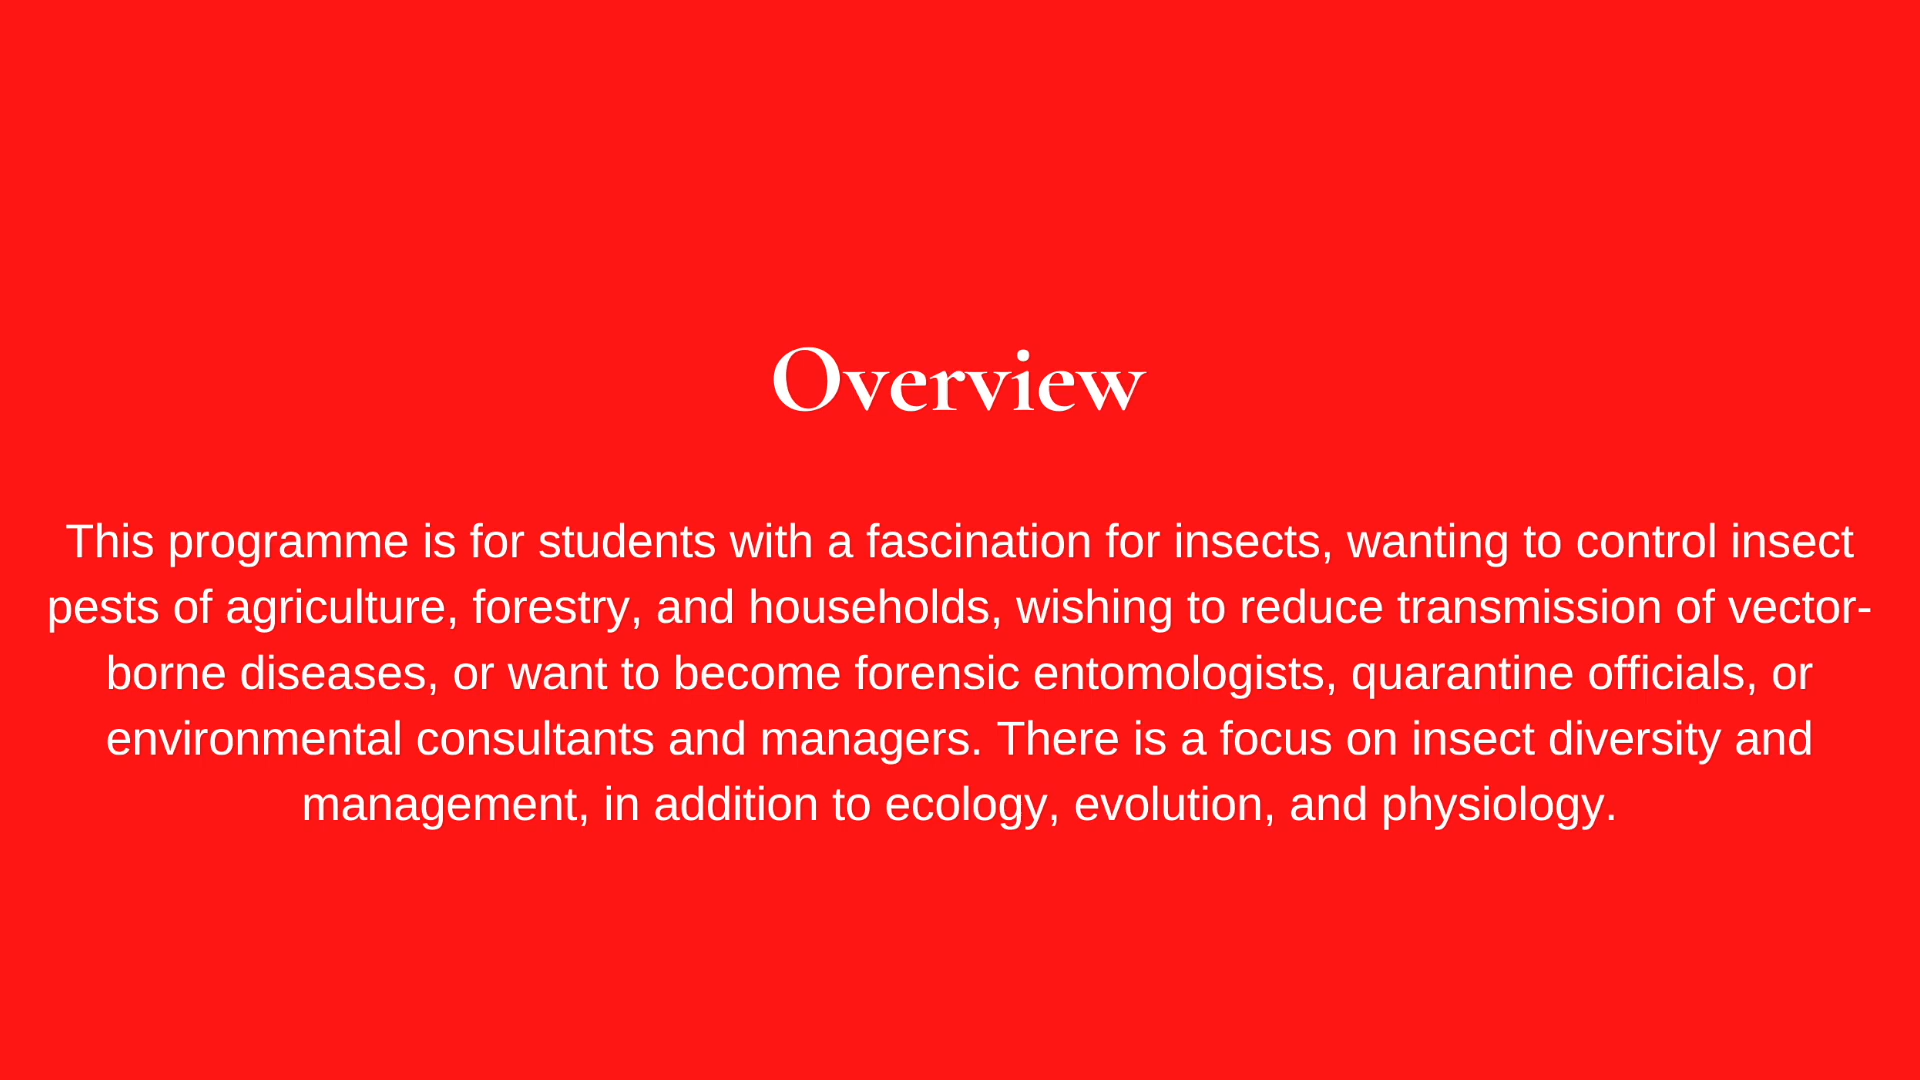 Overview
This programme is for students with a fascination for insects, wanting to control insect
pests of agriculture, forestry, and households, wishing to reduce transmission of vector-
borne diseases, or want to become forensic entomologists, quarantine officials, or
environmental consultants and managers. There is a focus on insect diversity and
management, in addition to ecology, evolution, and physiology.